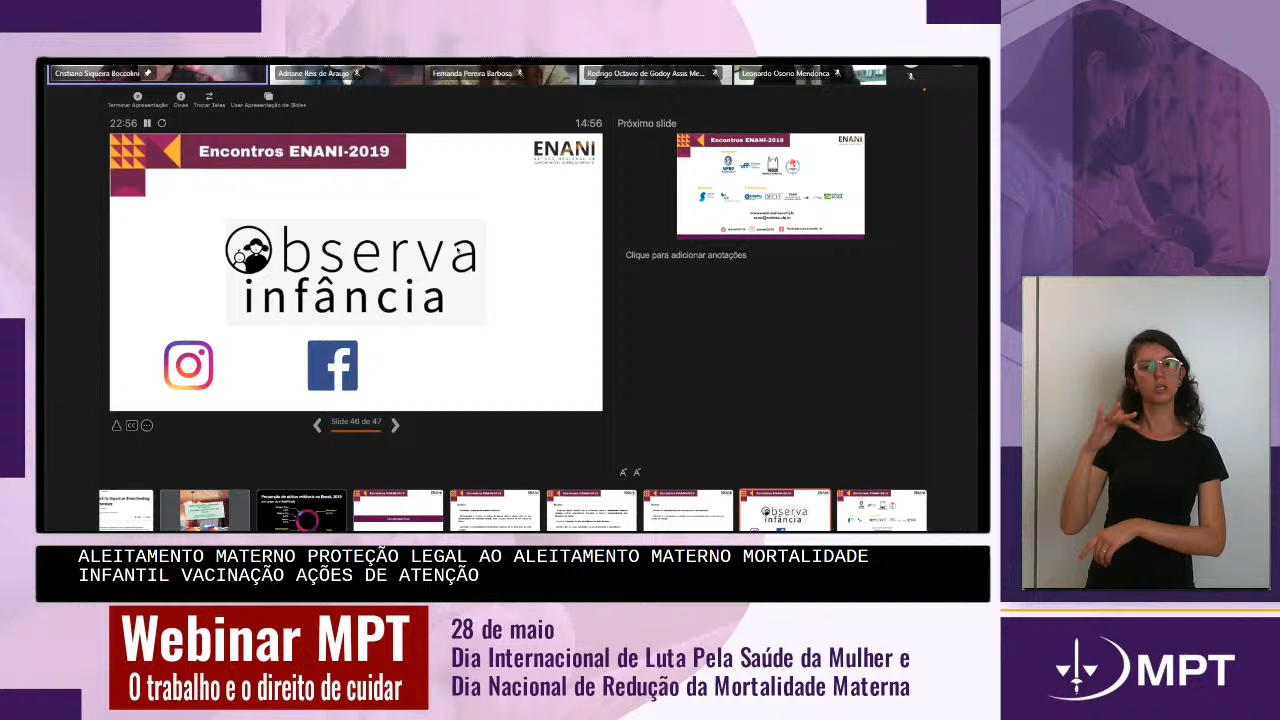 Cristiano Siqueira Boccolini
Adriane Reis de Araujo
Fernanda Pereira Barbosa
Rodrigo Octavio de Godoy Assis Me...
Leonardo Osorio Mendonca
Terminar Apresentação
Dicas
Trocar Telas
Usar Apresentação de Slides
22:56
14:56
Próximo slide
Encontros ENANI-2019
ENANI
Encontros ENANI-2019
ENANI
Observa
infância
Clique para adicionar anotações
Slide 46 de 47
ALEITAMENTO MATERNO PROTEÇÃO LEGAL AO ALEITAMENTO MATERNO MORTALIDADE
INFANTIL VACINAÇÃO AÇÕES DE ATENÇÃO
Webinar MPT
O trabalho e o direito de cuidar
28 de maio
Dia Internacional de Luta Pela Saúde da Mulher e
Dia Nacional de Redução da Mortalidade Materna
MPT